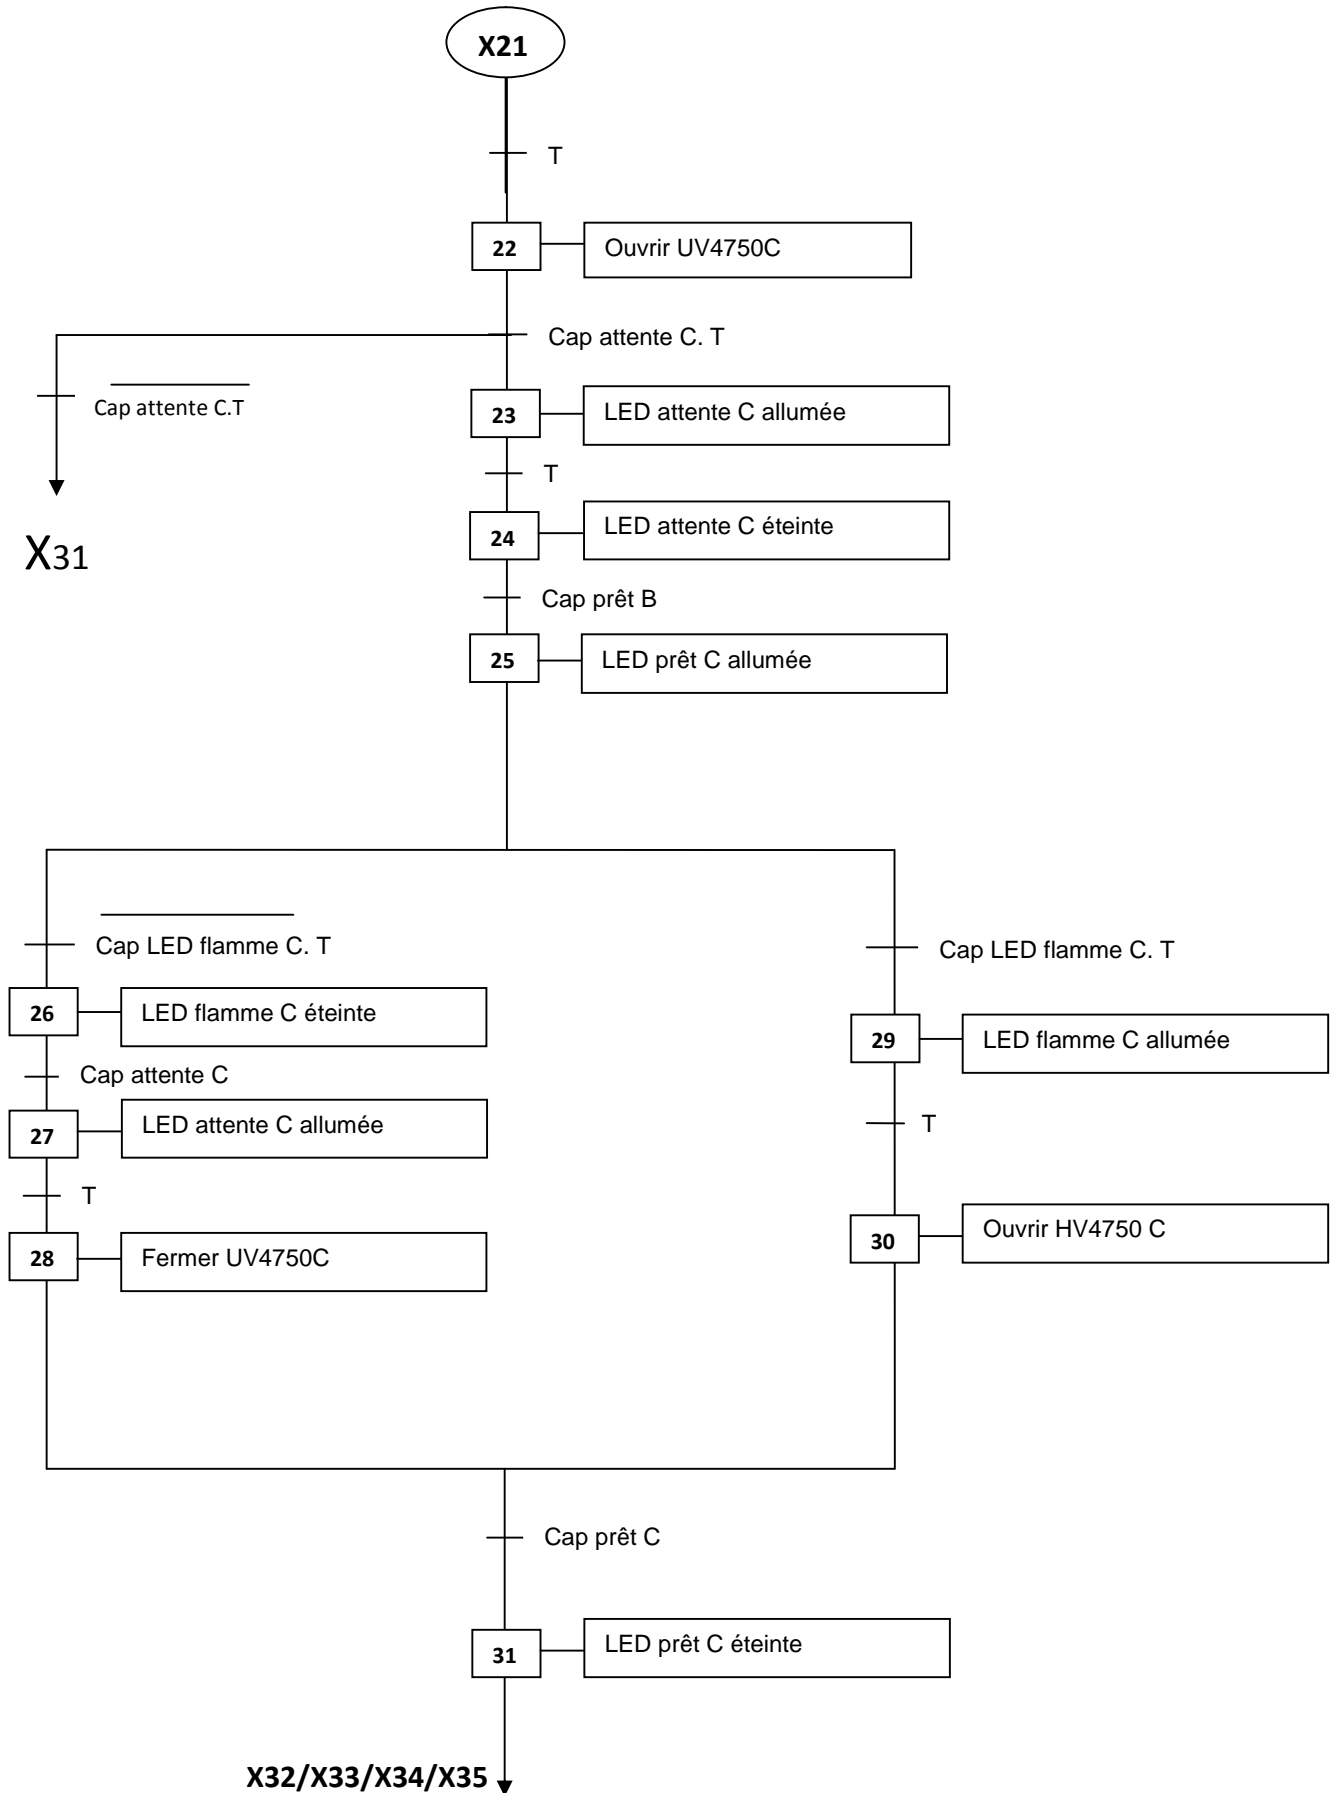 X21
T
22
Ouvrir UV4750C
Cap attente C. T
Cap attente C.T
23
LED attente C allumée
T
24
LED attente C éteinte
X31
Cap prêt B
25
LED prêt C allumée
Cap LED flamme C. T
Cap LED flamme C. T
26
LED flamme C éteinte
29
LED flamme C allumée
Cap attente C
27
LED attente C allumée
T
T
30
Ouvrir HV4750 C
28
Fermer UV4750C
Cap prêt C
31
LED prêt C éteinte
X32/X33/X34/X35